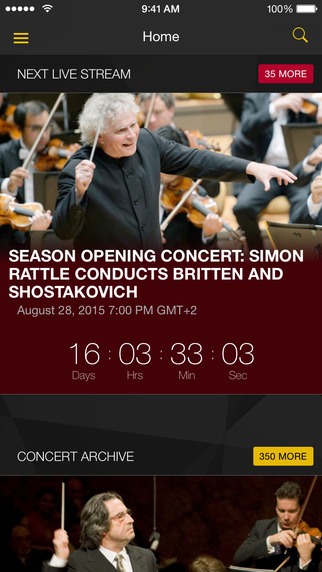 9:41 AM
100%
Home
NEXT LIVE STREAM
35 MORE
SEASON OPENING CONCERT: SIMON
RATTLE CONDUCTS BRITTEN AND
SHOSTAKOVICH
August 28, 2015 7:00 PM GMT+2
16 : 03 : 33 : 03
Days Hrs Min Sec
CONCERT ARCHIVE
350 MORE